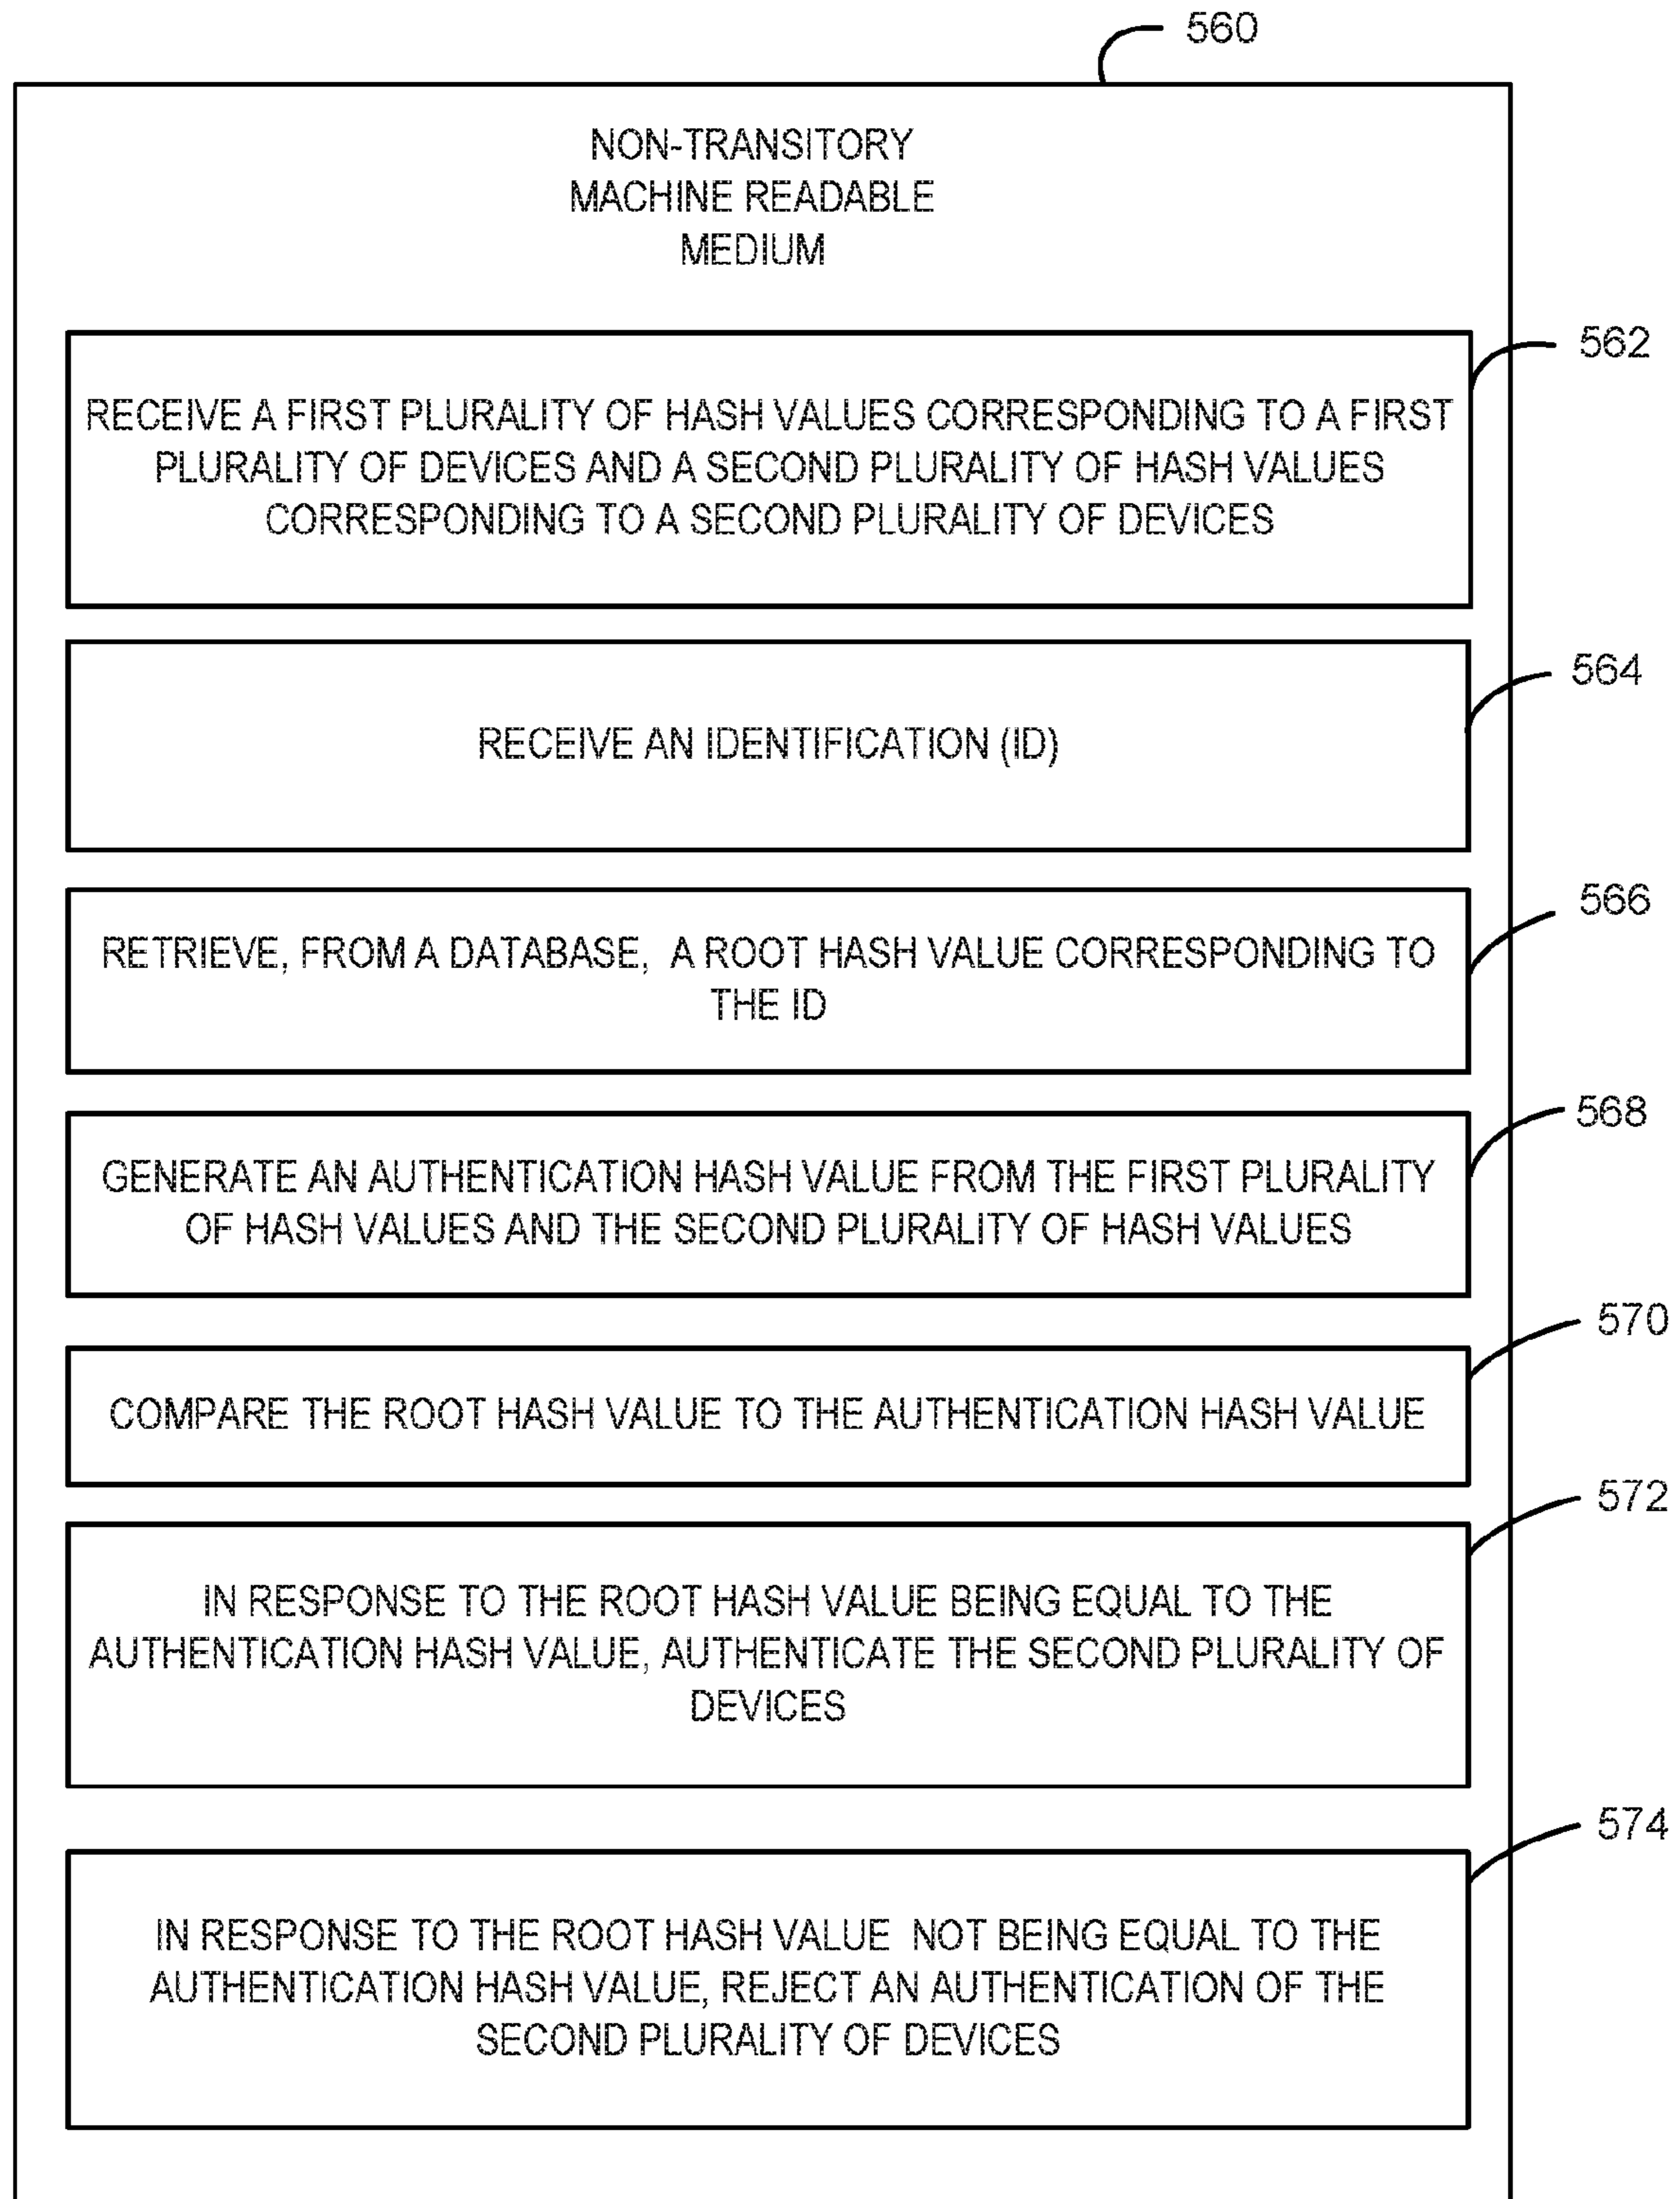 560
NON-TRANSITORY
MACHINE READABLE
MEDIUM
562
RECEIVE A FIRST PLURALITY OF HASH VALUES CORRESPONDING TO A FIRST
PLURALITY OF DEVICES AND A SECOND PLURALITY OF HASH VALUES
CORRESPONDING TO A SECOND PLURALITY OF DEVICES
564
RECEIVE AN IDENTIFICATION (ID)
566
RETRIEVE, FROM A DATABASE, A ROOT HASH VALUE CORRESPONDING TO
THE ID
568
GENERATE AN AUTHENTICATION HASH VALUE FROM THE FIRST PLURALITY
OF HASH VALUES AND THE SECOND PLURALITY OF HASH VALUES
570
COMPARE THE ROOT HASH VALUE TO THE AUTHENTICATION HASH VALUE
572
IN RESPONSE TO THE ROOT HASH VALUE BEING EQUAL TO THE
AUTHENTICATION HASH VALUE, AUTHENTICATE THE SECOND PLURALITY OF
DEVICES
574
IN RESPONSE TO THE ROOT HASH VALUE NOT BEING EQUAL TO THE
AUTHENTICATION HASH VALUE, REJECT AN AUTHENTICATION OF THE
SECOND PLURALITY OF DEVICES